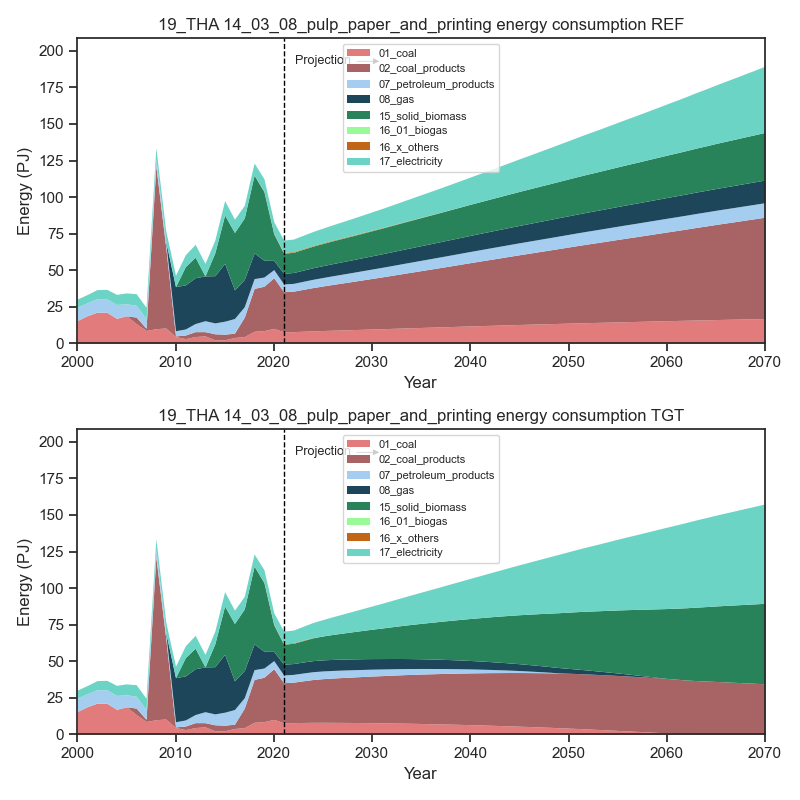 19_THA 14_03_08_pulp_paper_and_printing energy consumption REF
200
175
150
125
100
75
50
25
0
Energy (PJ)
Projection
01_coal
02_coal_products
07_petroleum_products
08_gas
15_solid_biomass
16_01_biogas
16_x_others
17_electricity
2000 2010 2020 2030 2040 2050 2060 2070
Year
19_THA 14_03_08_pulp_paper_and_printing energy consumption TGT
200
175
150
125
100
75
50
25
0
Energy (PJ)
Projection
01_coal
02_coal_products
07_petroleum_products
08_gas
15_solid_biomass
16_01_biogas
16_x_others
17_electricity
2000 2010 2020 2030 2040 2050 2060 2070
Year